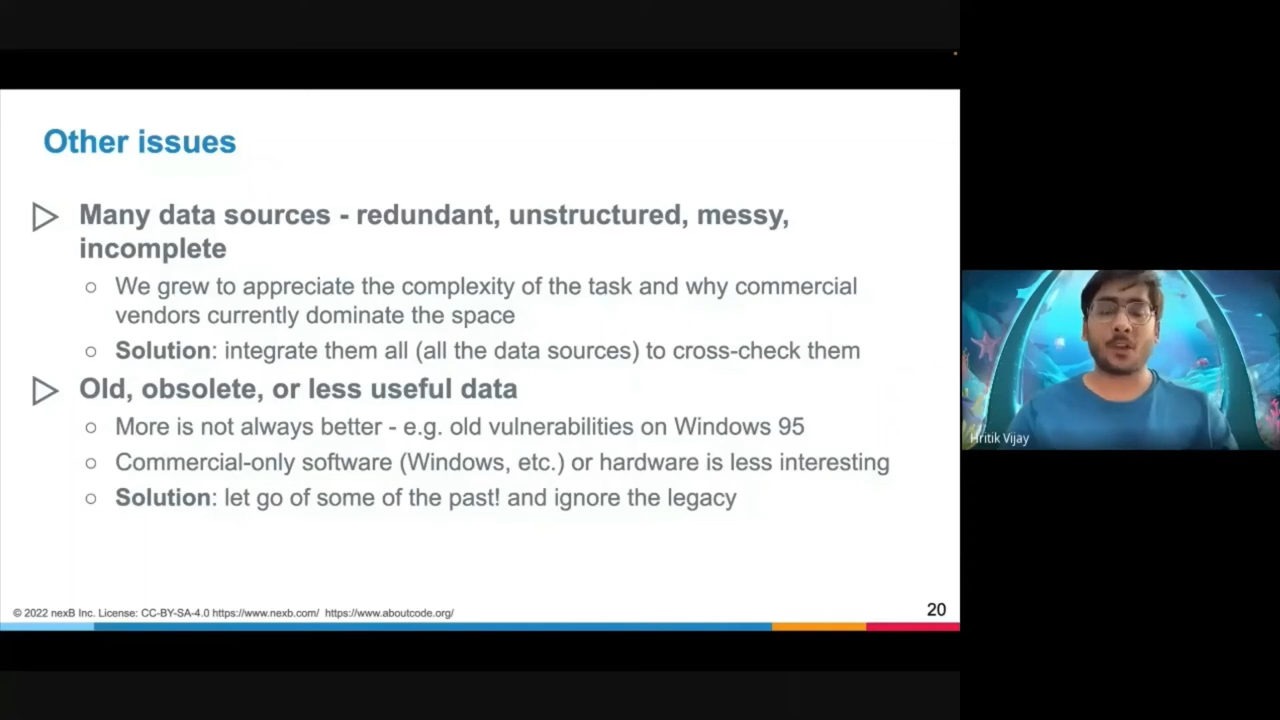 Other issues
Many data sources - redundant, unstructured, messy,
incomplete
We grew to appreciate the complexity of the task and why commercial
vendors currently dominate the space
Solution: integrate them all (all the data sources) to cross-check them
Old, obsolete, or less useful data
More is not always better - e.g. old vulnerabilities on Windows 95
Commercial-only software (Windows, etc.) or hardware is less interesting
Solution: let go of some of the past! and ignore the legacy
© 2022 nexB Inc. License: CC-BY-SA-4.0 https://www.nexb.com/ https://www.aboutcode.org/
20
Hritik Vijay